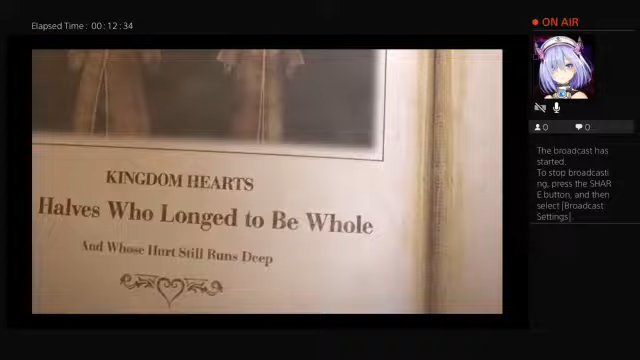 Elapsed Time : 00:12:34
ON AIR
0 0
The broadcast has
started.
To stop broadcasti
ng, press the SHAR
E button, and then
select [Broadcast
Settings].
KINGDOM HEARTS
Halves Who Longed to Be Whole
And Whose Hurt Still Runs Deep